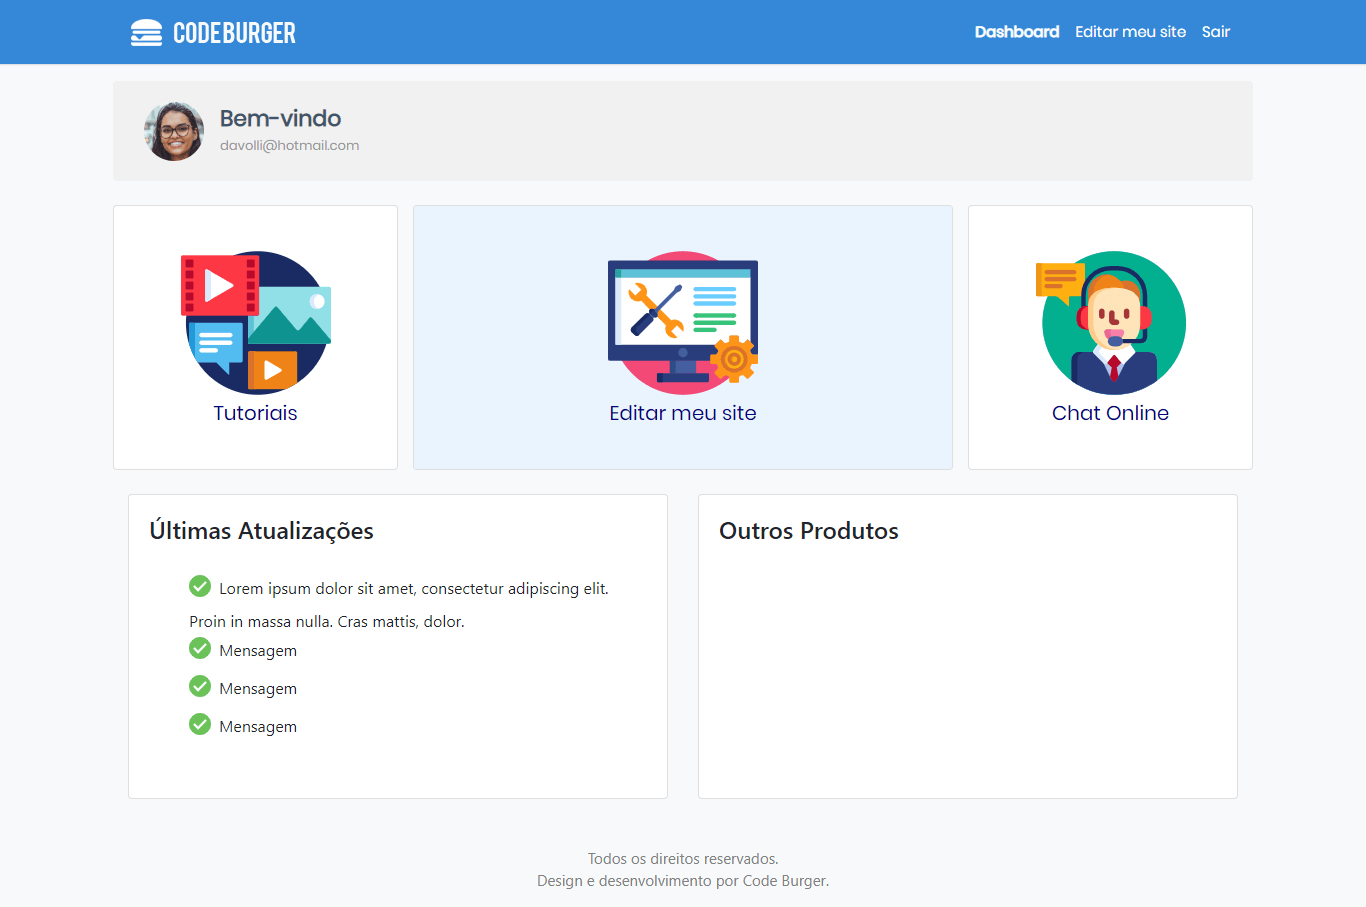 CODEBURGER
Dashboard Editar meu site Sair
Bem-vindo
davolli@hotmail.com
Tutoriais
Editar meu site
Chat Online
Últimas Atualizações
Lorem ipsum dolor sit amet, consectetur adipiscing elit.
Proin in massa nulla. Cras mattis, dolor.
Mensagem
Mensagem
Mensagem
Outros Produtos
Todos os direitos reservados.
Design e desenvolvimento por Code Burger.